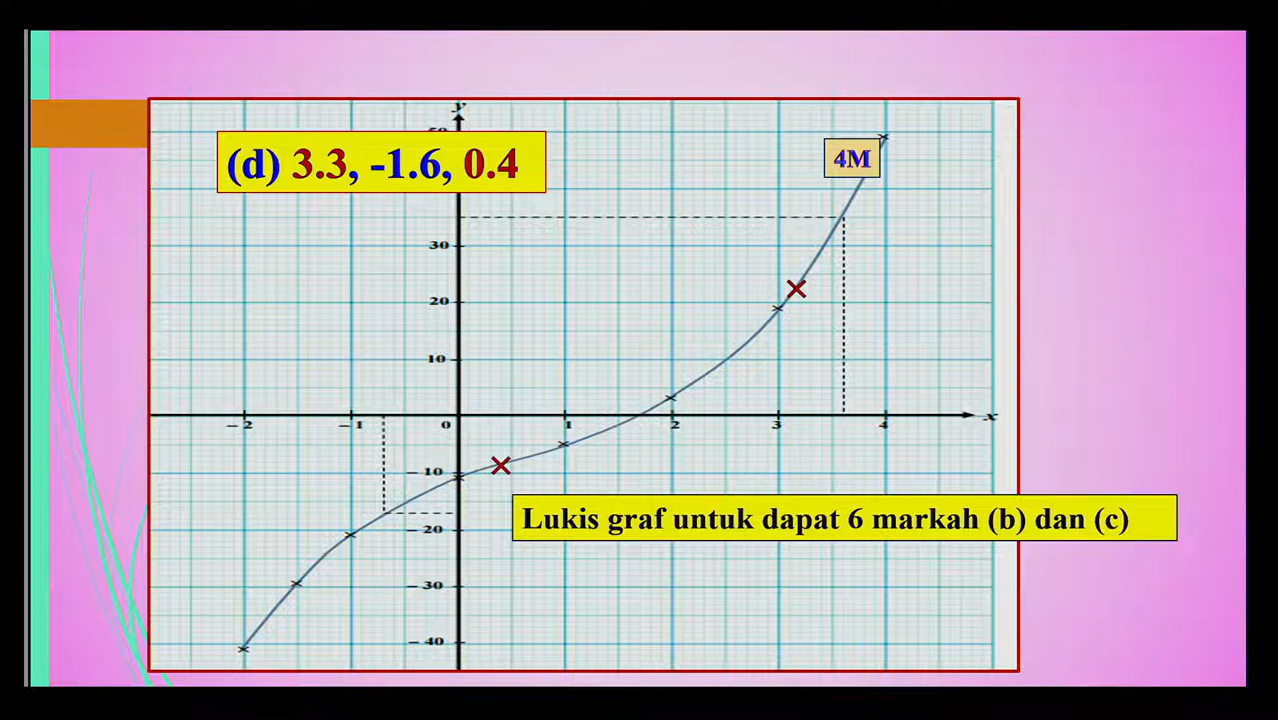 y
50
(d) 3.3, -1.6, 0.4
4M
30
20
10
-2 -1 0 1 2 3 4 x
-10
Lukis graf untuk dapat 6 markah (b) dan (c)
-20
-30
-40